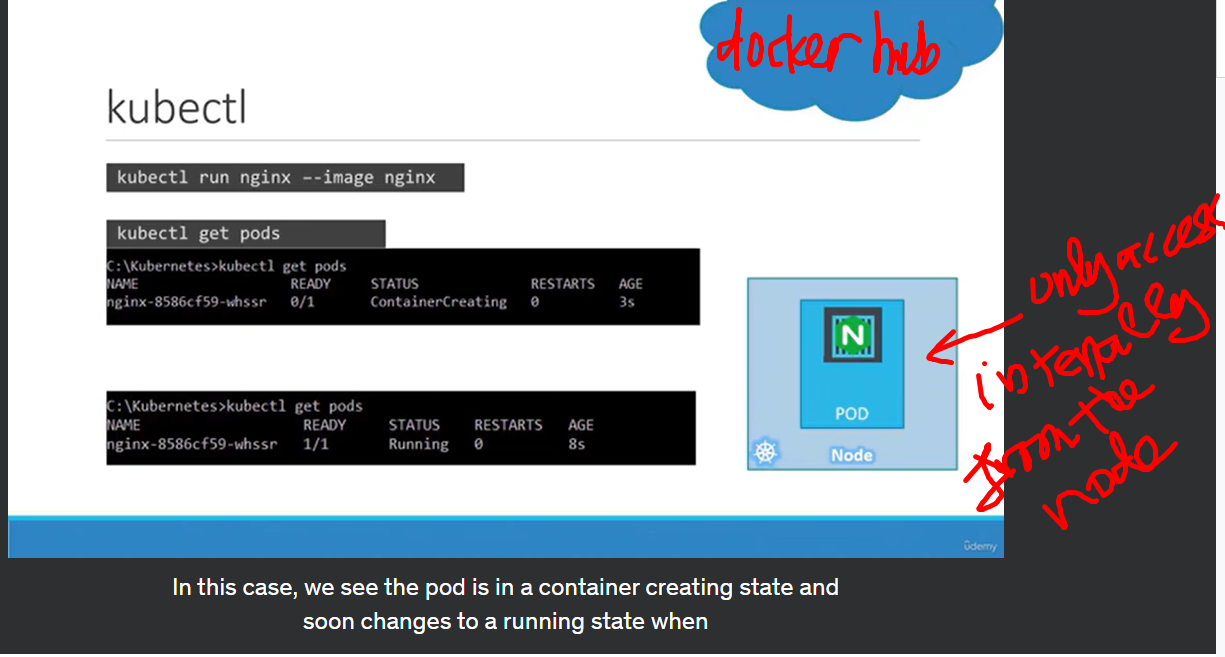 docker hub
kubectl
kubectl run nginx --image nginx
kubectl get pods
C:\Kubernetes>kubectl get pods
NAME READY STATUS RESTARTS AGE
nginx-8586cf59-whssr 0/1 ContainerCreating 0 3s
C:\Kubernetes>kubectl get pods
NAME READY STATUS RESTARTS AGE
nginx-8586cf59-whssr 1/1 Running 0 8s
N
POD
Node
only access
internally
from the
node
ûdemy
In this case, we see the pod is in a container creating state and
soon changes to a running state when